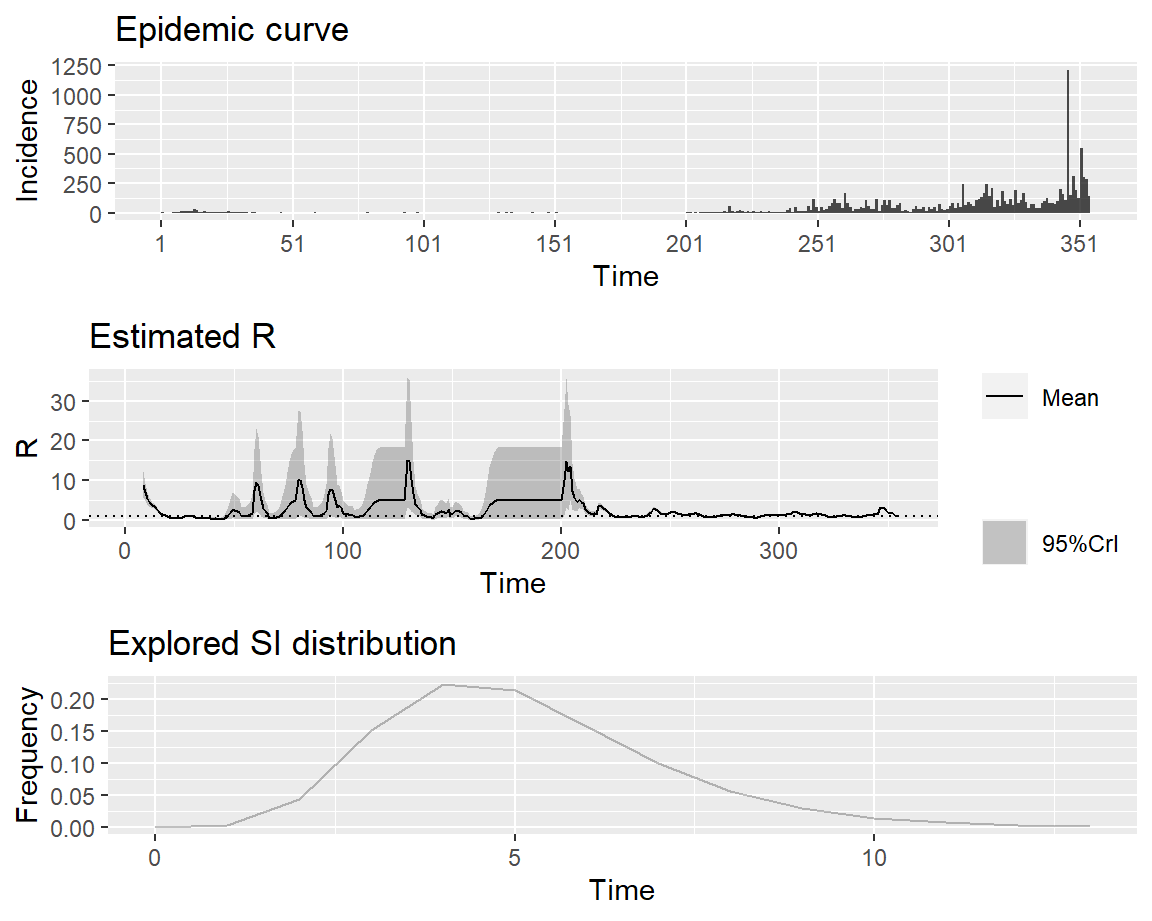 Epidemic curve
1250
1000
750
500
250
0
Incidence
1 51 101 151 201 251 301 351
Time
Estimated R
30
20
10
0
R
0 100 200 300
Time
Mean
95%CrI
Explored SI distribution
0.20
0.15
0.10
0.05
0.00
Frequency
0 5 10
Time